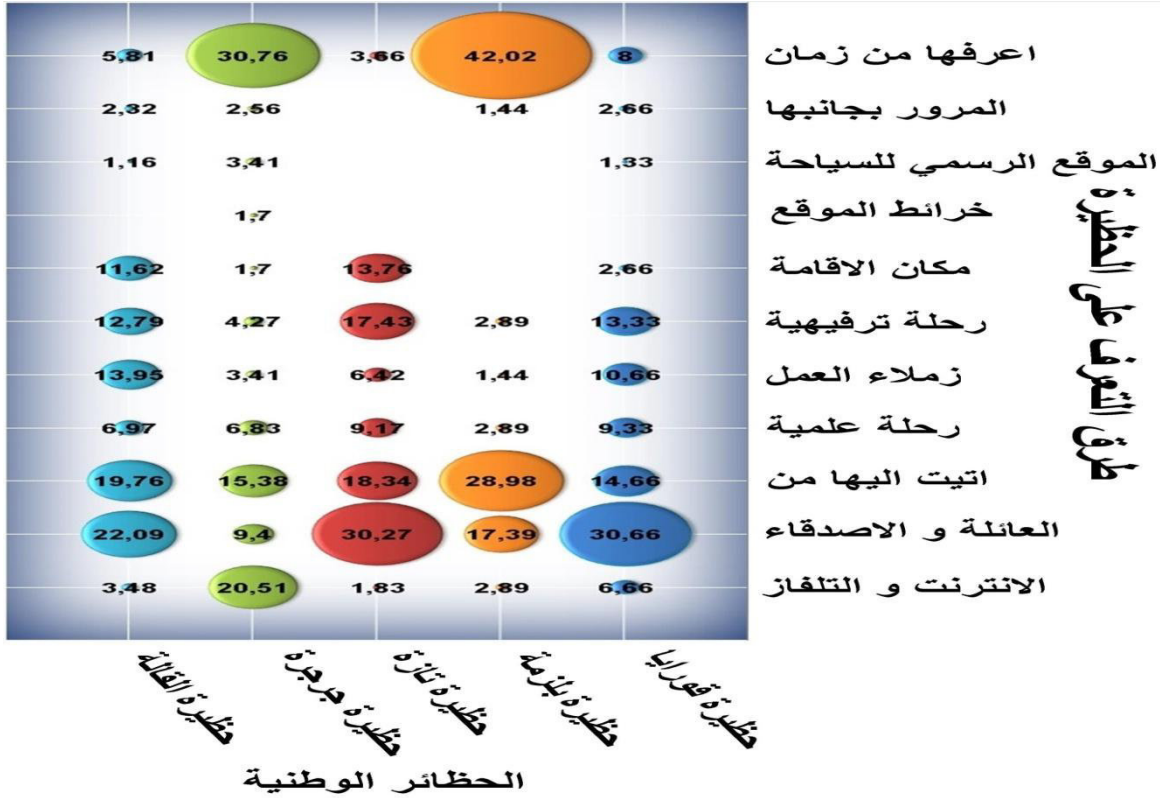 5,81 30,76 3,66 42,02 8 اعرفها من زمان
2,32 2,56 1,44 2,66 المرور بجانبها
1,16 3,41 1,33 الموقع الرسمي للسياحة
1,7 خرائط الموقع
11,62 1,7 13,76 2,66 مكان الاقامة
12,79 4,27 17,43 2,89 13,33 رحلة ترفيهية
13,95 3,41 6,42 1,44 10,66 زملاء العمل
6,97 6,83 9,17 2,89 9,33 رحلة علمية
19,76 15,38 18,34 28,98 14,66 اتيت اليها من
22,09 9,4 30,27 17,39 30,66 العائلة و الاصدقاء
3,48 20,51 1,83 2,89 6,66 الانترنت و التلفاز
طرق التعرف على الحظيرة
حظيرة القالة
حظيرة جرجرة
حظيرة تازة
حظيرة بلزمة
حظيرة قورايا
الحظائر الوطنية